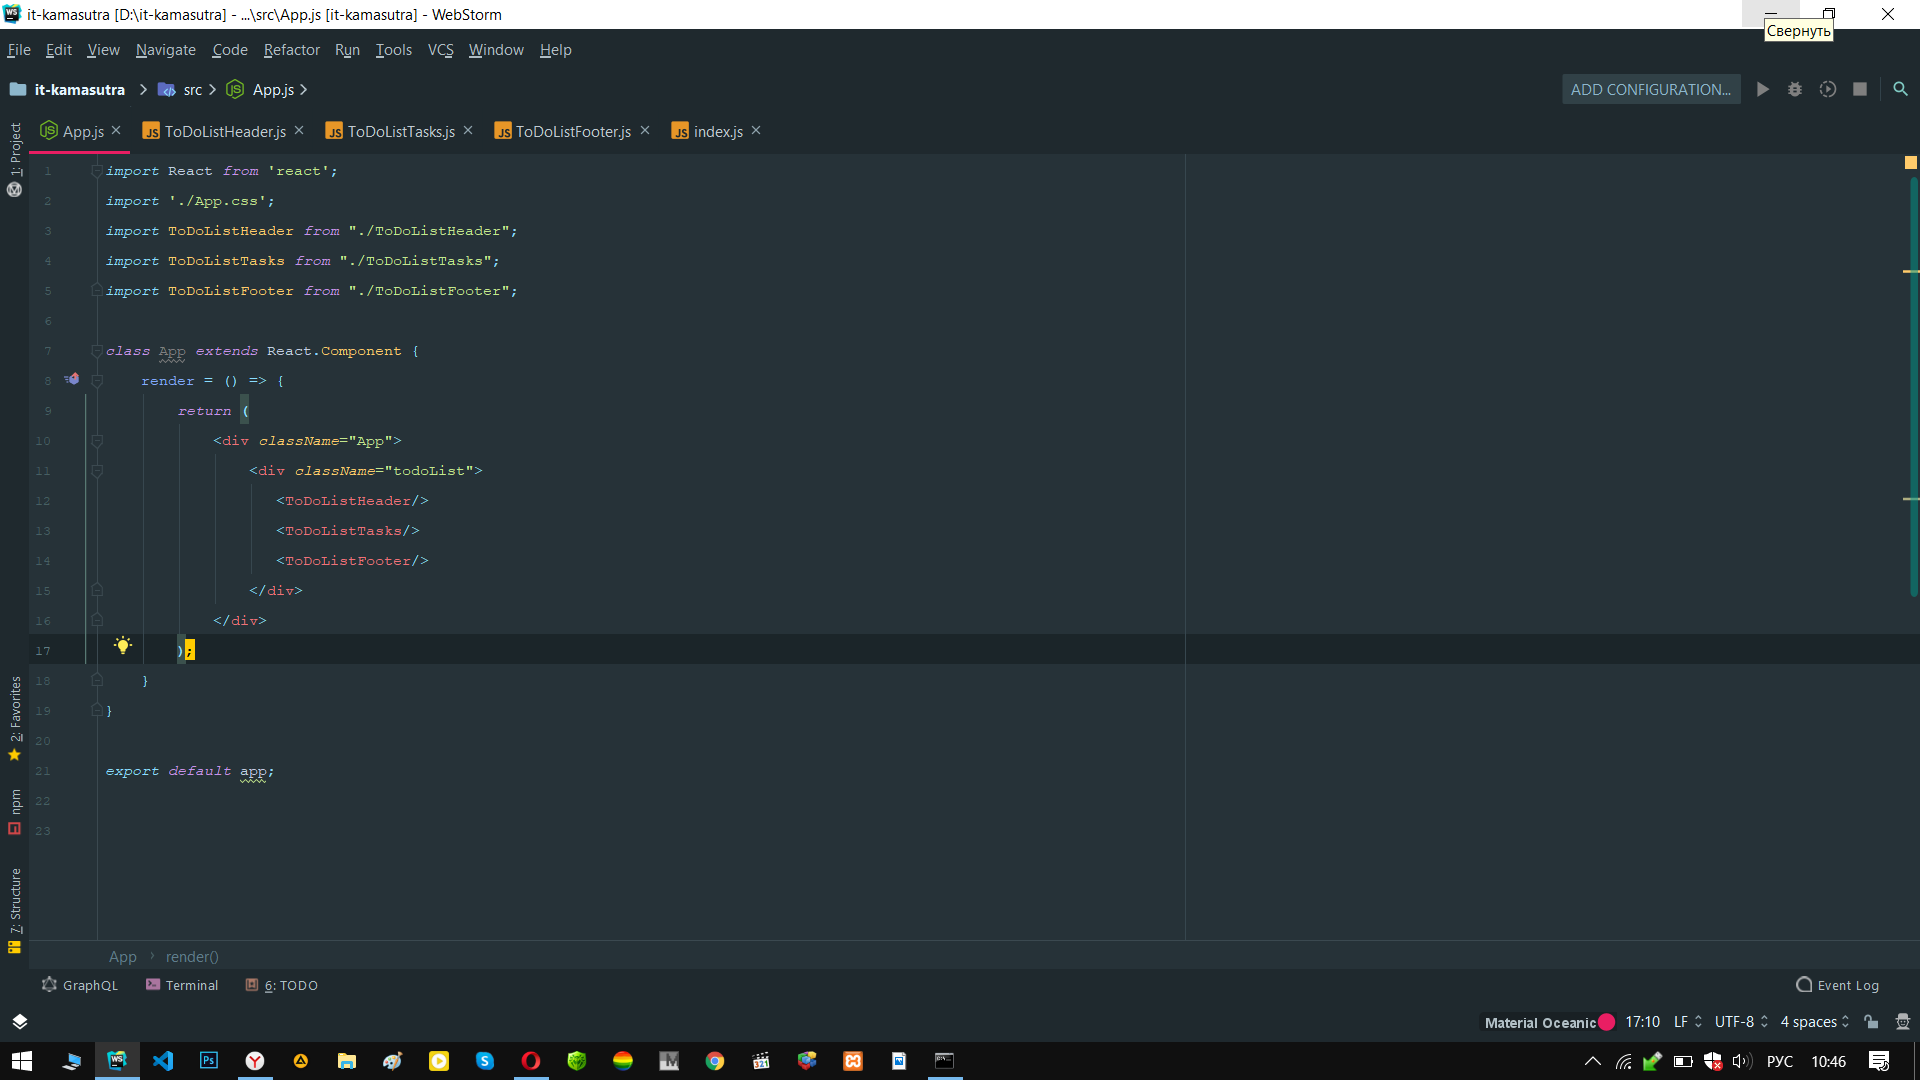 it-kamasutra [D:\it-kamasutra] - ...\src\App.js [it-kamasutra] - WebStorm
Свернуть
File Edit View Navigate Code Refactor Run Tools VCS Window Help
it-kamasutra src App.js ADD CONFIGURATION...
App.js ToDoListHeader.js ToDoListTasks.js ToDoListFooter.js index.js
1: Project
1 import React from 'react';
2 import './App.css';
3 import ToDoListHeader from "./ToDoListHeader";
4 import ToDoListTasks from "./ToDoListTasks";
5 import ToDoListFooter from "./ToDoListFooter";
6
7 class App extends React.Component {
8 render = () => {
9 return (
10 <div className="App">
11 <div className="todoList">
12 <ToDoListHeader/>
13 <ToDoListTasks/>
14 <ToDoListFooter/>
15 </div>
16 </div>
17 );
18 }
19 }
20
21 export default app;
22
23
2: Favorites
npm
7: Structure
App › render()
GraphQL Terminal 6: TODO Event Log
Material Oceanic 17:10 LF UTF-8 4 spaces
РУС 10:46